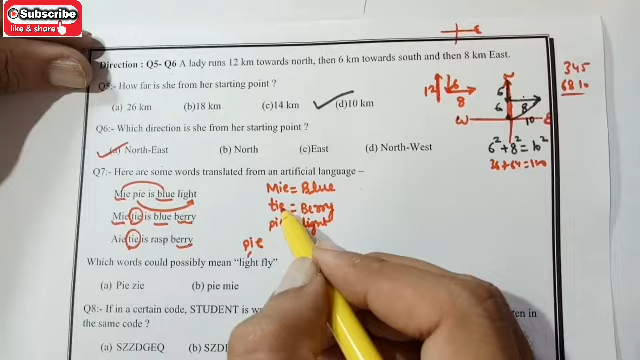 Subscribe
like & share
Direction : Q5- Q6 A lady runs 12 km towards north, then 6 km towards south and then 8 km East.
Q5:- How far is she from her starting point ?
(a) 26 km (b)18 km (c)14 km (d)10 km
Q6:- Which direction is she from her starting point ?
(a) North-East (b) North (c)East (d) North-West
Q7:- Here are some words translated from an artificial language –
Mie pie is blue light
Mie tie is blue berry
Aie tie is rasp berry
Which words could possibly mean “light fly”
(a) Pie zie (b) pie mie
Q8:- If in a certain code, STUDENT is
in the same code ?
(a) SZZDGEQ (b)
E
12 6
8
N
6
6
8
10
W E
6²+8²=10²
36+64=100
345
6810
Mie = Blue
tie = Berry
light
pie